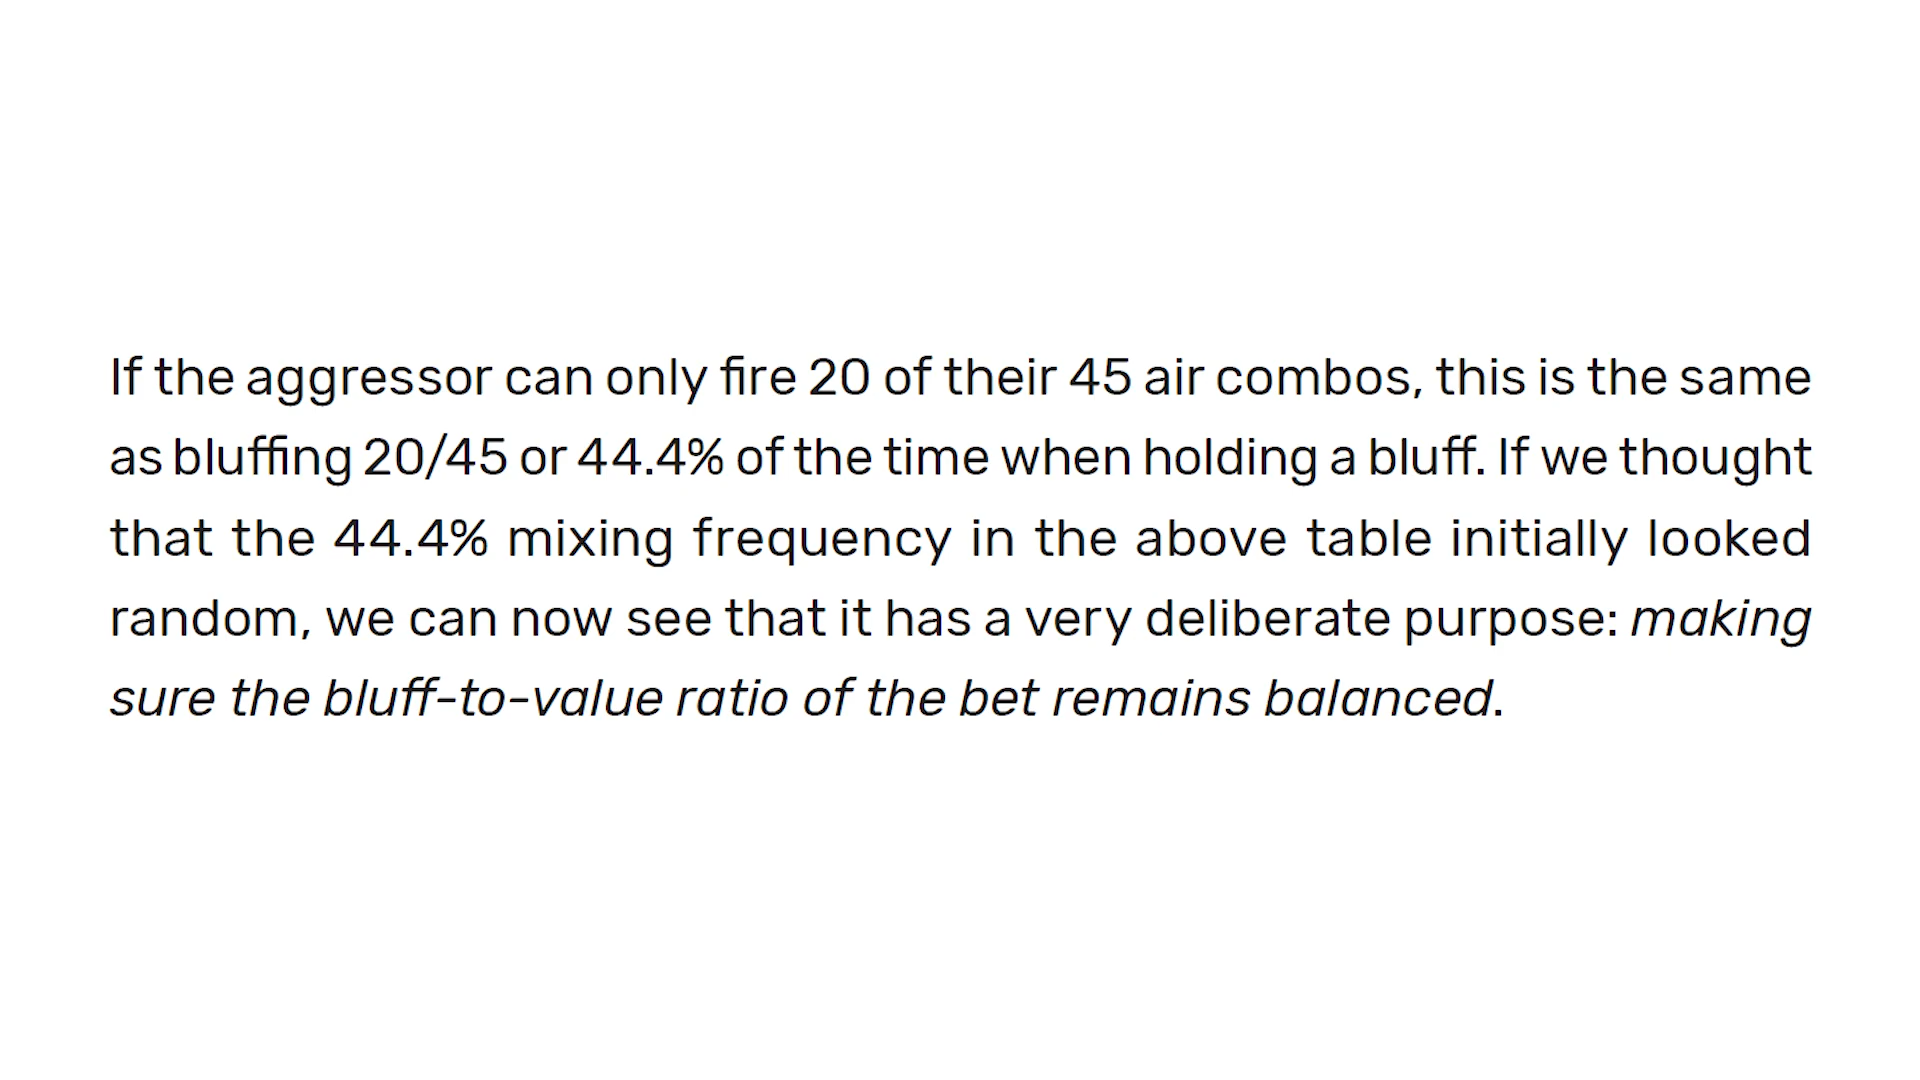 If the aggressor can only fire 20 of their 45 air combos, this is the same
as bluffing 20/45 or 44.4% of the time when holding a bluff. If we thought
that the 44.4% mixing frequency in the above table initially looked
random, we can now see that it has a very deliberate purpose: making
sure the bluff-to-value ratio of the bet remains balanced.